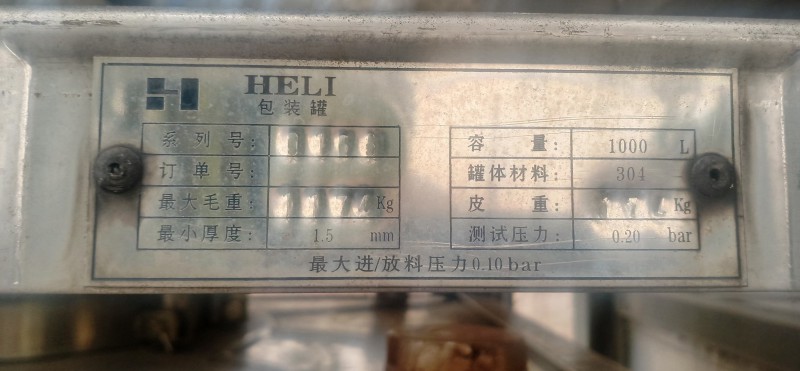 HELI
包装罐
系列号:
订单号:
最大毛重: Kg
最小厚度: 1.5 mm
容量: 1000 L
罐体材料: 304
皮重: Kg
测试压力: 0.20 bar
最大进/放料压力0.10bar